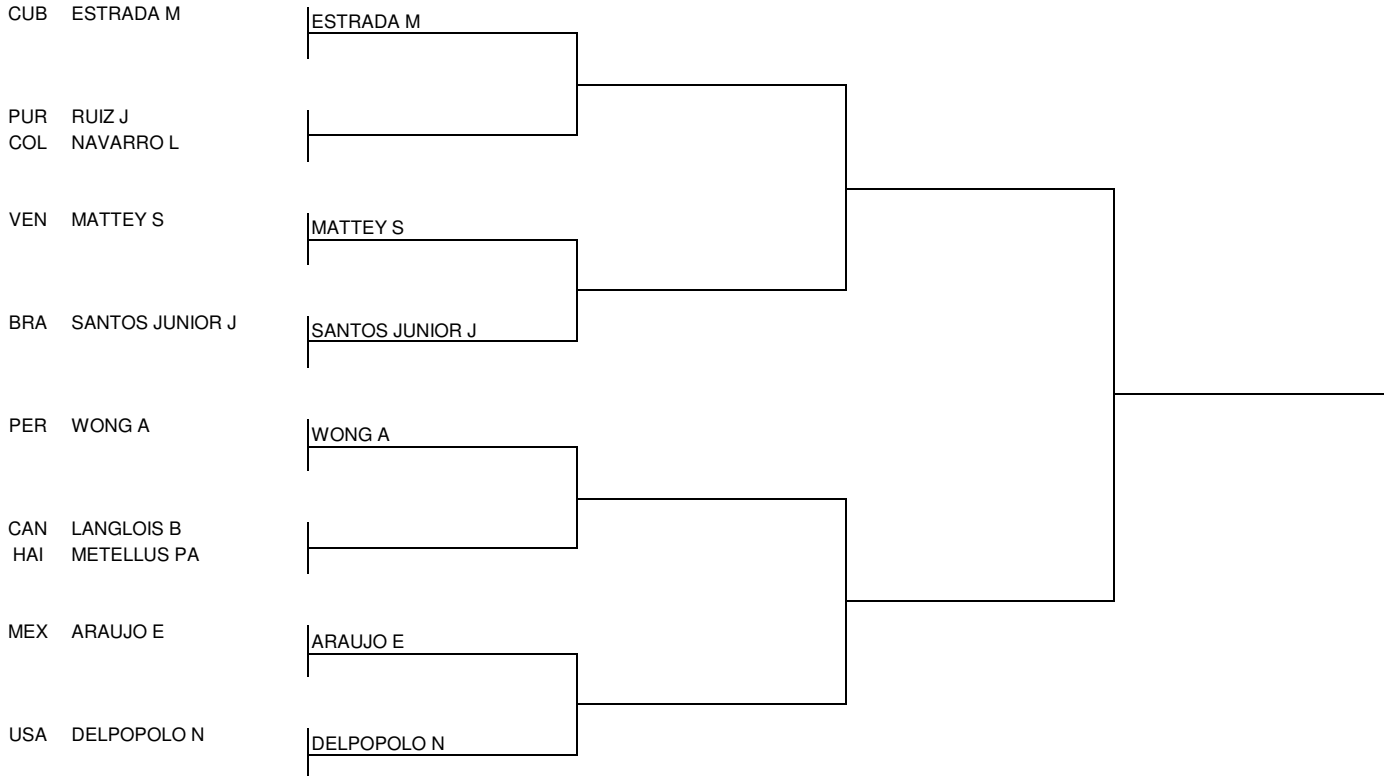 CUB ESTRADA M
ESTRADA M
PUR RUIZ J
COL NAVARRO L
VEN MATTEY S
MATTEY S
BRA SANTOS JUNIOR J
SANTOS JUNIOR J
PER WONG A
WONG A
CAN LANGLOIS B
HAI METELLUS PA
MEX ARAUJO E
ARAUJO E
USA DELPOPOLO N
DELPOPOLO N